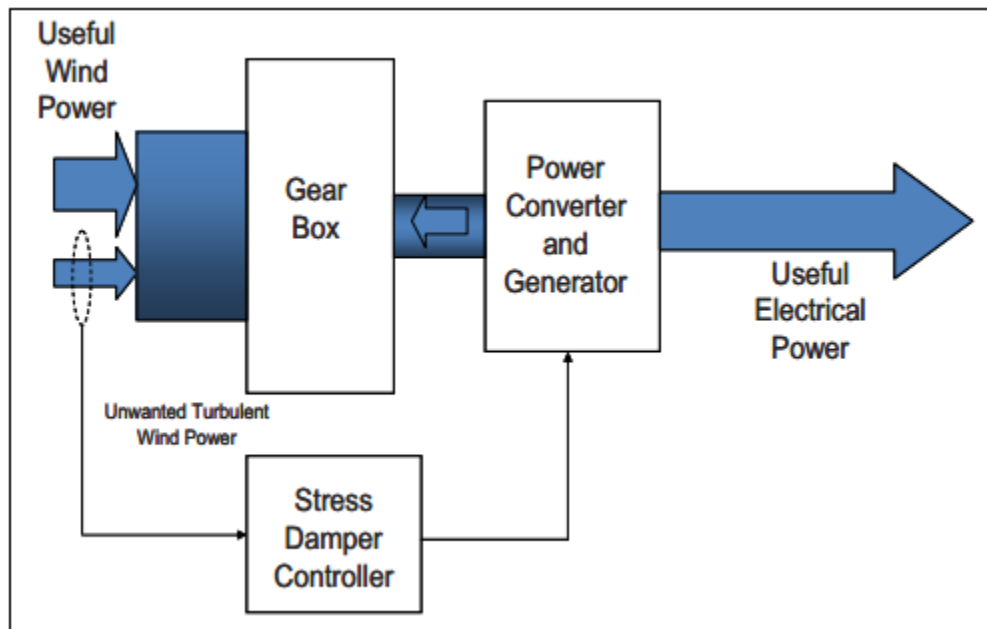 Useful
Wind
Power
Gear
Box
Power
Converter
and
Generator
Useful
Electrical
Power
Unwanted Turbulent
Wind Power
Stress
Damper
Controller